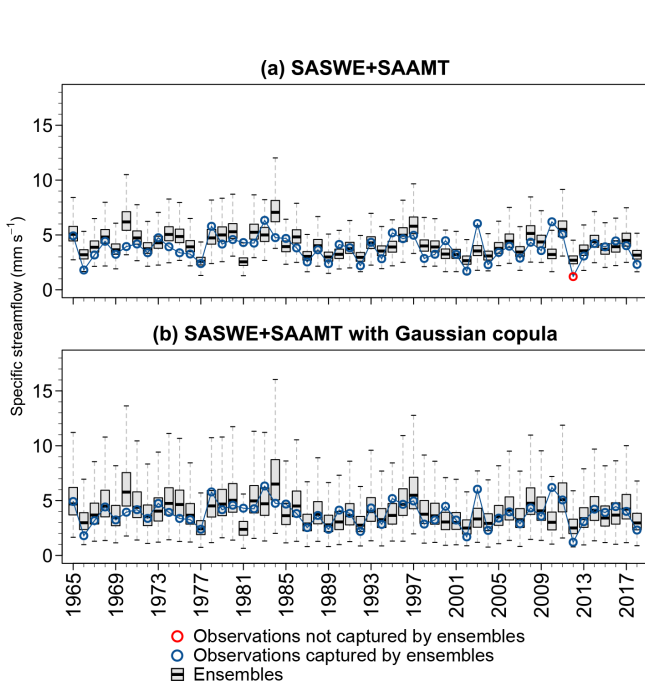 (a) SASWE+SAAMT
15
10
5
0
Specific streamflow (mm s⁻¹)
(b) SASWE+SAAMT with Gaussian copula
15
10
5
0
1965 1969 1973 1977 1981 1985 1989 1993 1997 2001 2005 2009 2013 2017
Observations not captured by ensembles
Observations captured by ensembles
Ensembles